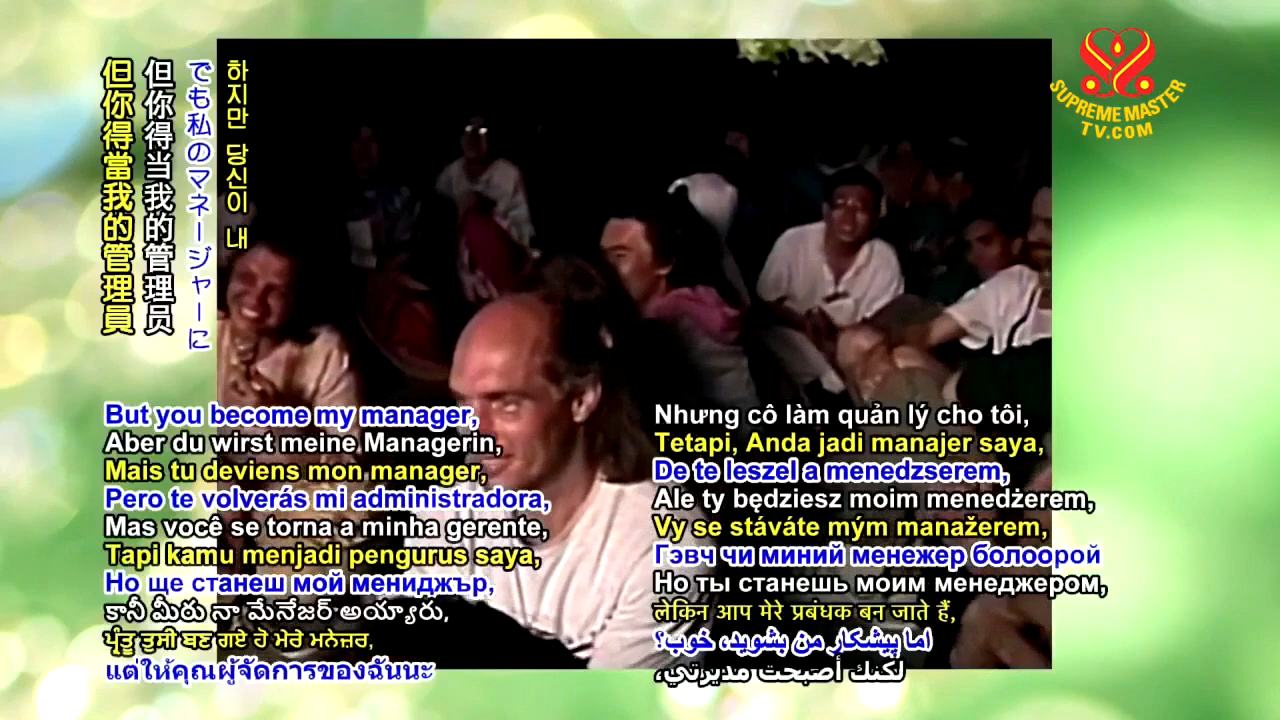 하지만 당신이 내
でも私のマネージャーに
但你得当我的管理员
但你得當我的管理員
SUPREME MASTER
TV.COM
But you become my manager,
Aber du wirst meine Managerin,
Mais tu deviens mon manager,
Pero te volverás mi administradora,
Mas você se torna a minha gerente,
Tapi kamu menjadi pengurus saya,
Но ще станеш мой мениджър,
కానీ మీరు నా మేనేజర్ అయ్యారు,
ਪ੍ਰੰਤੂ ਤੁਸੀ ਬਣ ਗਏ ਹੋ ਮੇਰੇ ਮਨੇਜ਼ਰ,
แต่ให้คุณผู้จัดการของฉันนะ
Nhưng cô làm quản lý cho tôi,
Tetapi, Anda jadi manajer saya,
De te leszel a menedzserem,
Ale ty będziesz moim menedżerem,
Vy se stáváte mým manažerem,
Гэвч чи миний менежер болоорой
Но ты станешь моим менеджером,
लेकिन आप मेरे प्रबंधक बन जाते हैं,
اما پیشکار من بشوید، خوب؟
لكنك أصبحت مديرتي،